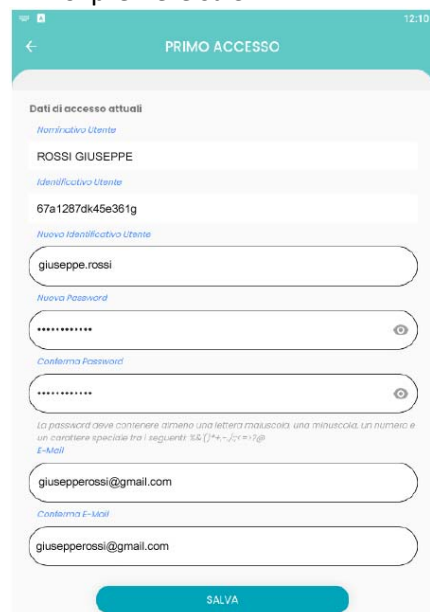 12:10
PRIMO ACCESSO
Dati di accesso attuali
Nominativo Utente
ROSSI GIUSEPPE
Identificativo Utente
67a1287dk45e361g
Nuovo Identificativo Utente
giuseppe.rossi
Nuova Password
••••••••••••
Conferma Password
••••••••••••
La password deve contenere almeno una lettera maiuscola, una minuscola, un numero e
un carattere speciale tra i seguenti:
E-Mail
giusepperossi@gmail.com
Conferma E-Mail
giusepperossi@gmail.com
SALVA